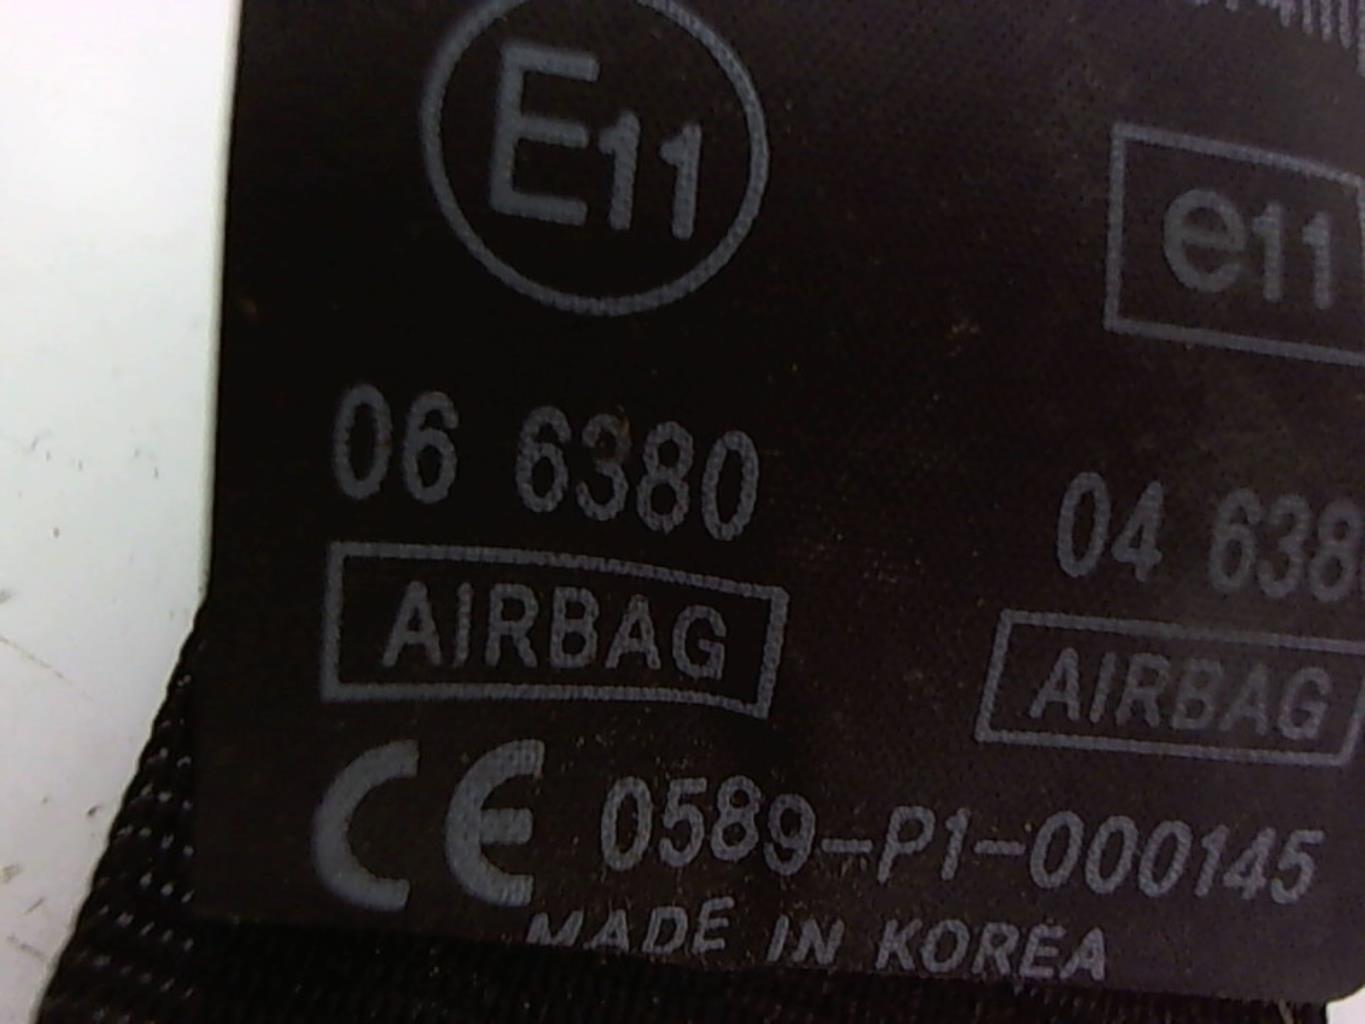 E11
e11
06 6380
04 638
AIRBAG
AIRBAG
CE 0589-P1-000145
MADE IN KOREA